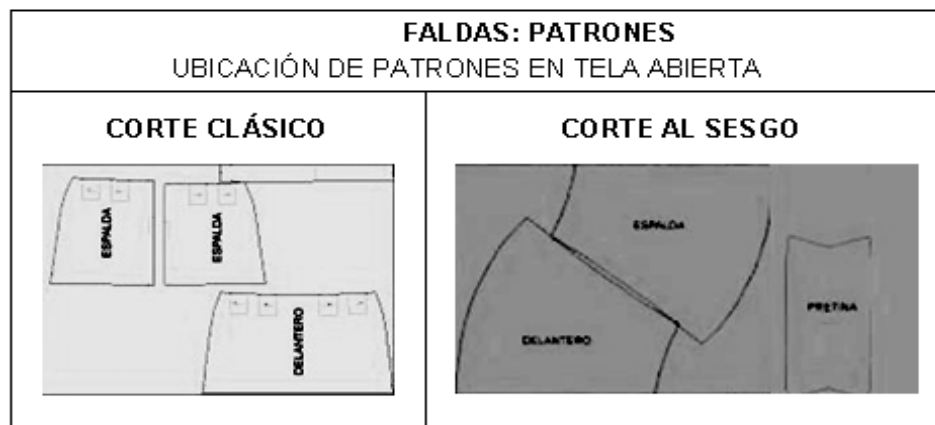 FALDAS: PATRONES
UBICACIÓN DE PATRONES EN TELA ABIERTA
CORTE CLÁSICO
ESPALDA
ESPALDA
DELANTERO
CORTE AL SESGO
ESPALDA
DELANTERO
PRETINA